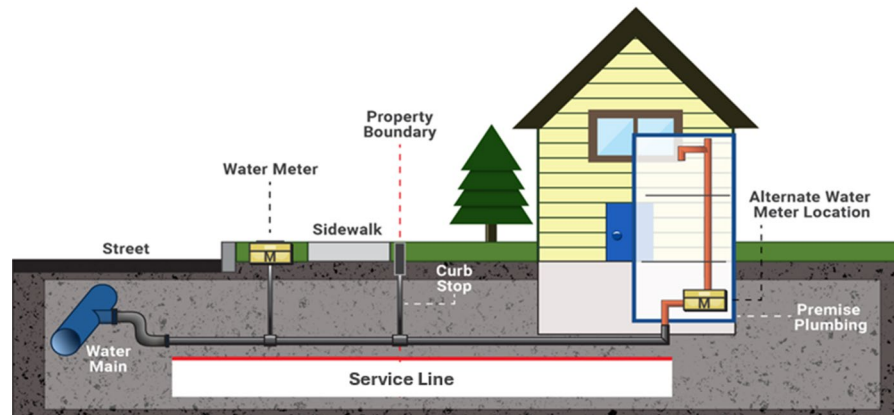 Property
Boundary
Water Meter
Alternate Water
Meter Location
Sidewalk
Street
M
Curb
Stop
M
Premise
Plumbing
Water
Main
Service Line